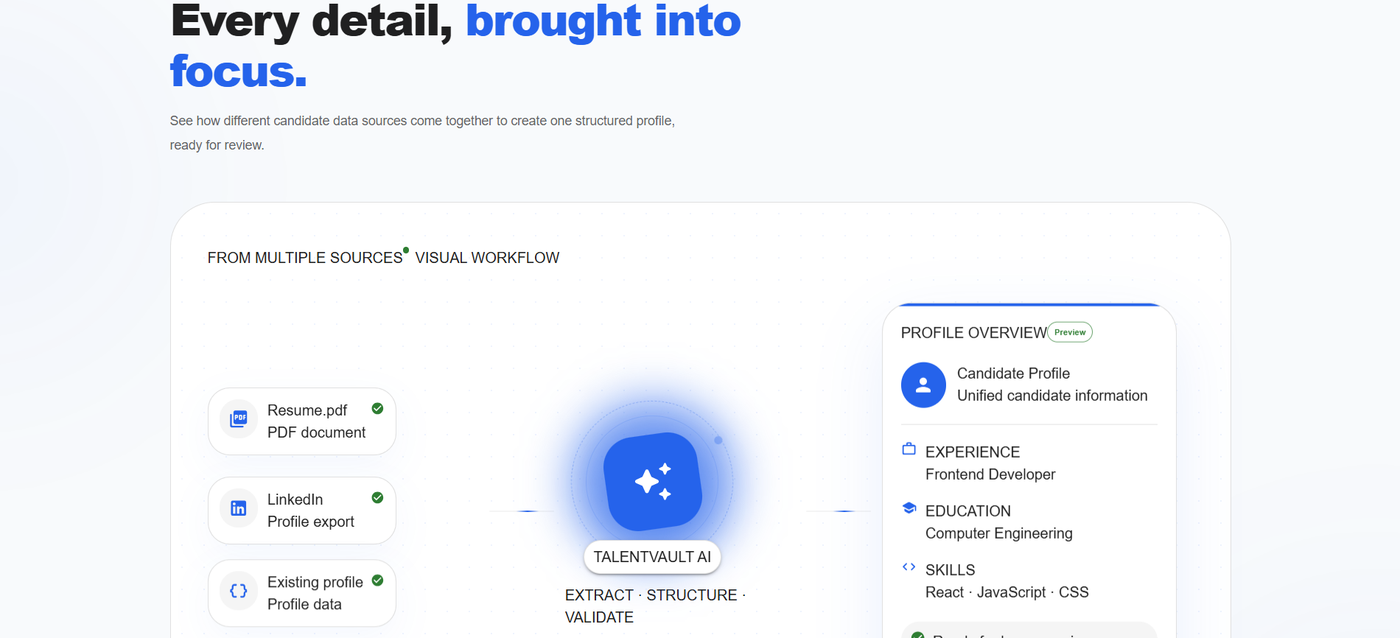 Every detail, brought into
focus.
See how different candidate data sources come together to create one structured profile,
ready for review.
FROM MULTIPLE SOURCES VISUAL WORKFLOW
PDF
Resume.pdf
PDF document
LinkedIn
Profile export
Existing profile
Profile data
TALENTVAULT AI
EXTRACT · STRUCTURE ·
VALIDATE
PROFILE OVERVIEW Preview
Candidate Profile
Unified candidate information
EXPERIENCE
Frontend Developer
EDUCATION
Computer Engineering
SKILLS
React · JavaScript · CSS